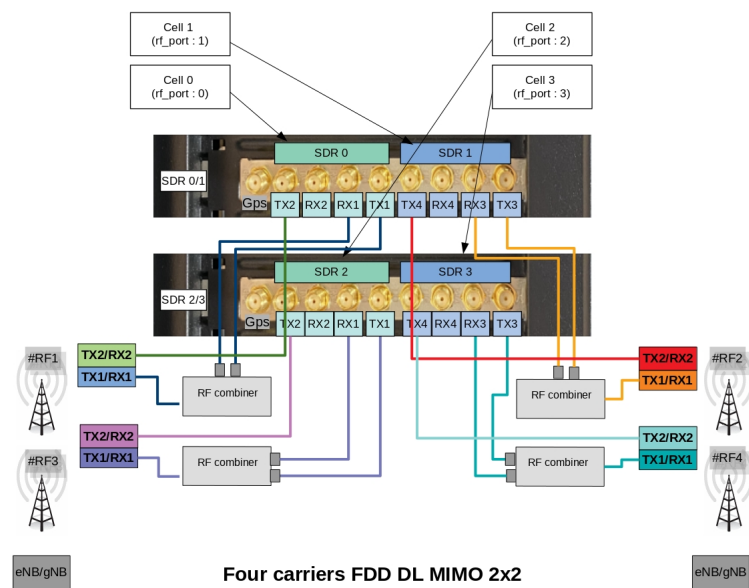 Cell 1
(rf_port : 1)
Cell 2
(rf_port : 2)
Cell 0
(rf_port : 0)
Cell 3
(rf_port : 3)
SDR 0
SDR 1
SDR 0/1
Gps
TX2
RX2
RX1
TX1
TX4
RX4
RX3
TX3
SDR 2
SDR 3
SDR 2/3
Gps
TX2
RX2
RX1
TX1
TX4
RX4
RX3
TX3
#RF1
TX2/RX2
TX1/RX1
RF combiner
TX2/RX2
TX1/RX1
#RF2
RF combiner
#RF3
TX2/RX2
TX1/RX1
RF combiner
RF combiner
TX2/RX2
TX1/RX1
#RF4
eNB/gNB
Four carriers FDD DL MIMO 2x2
eNB/gNB